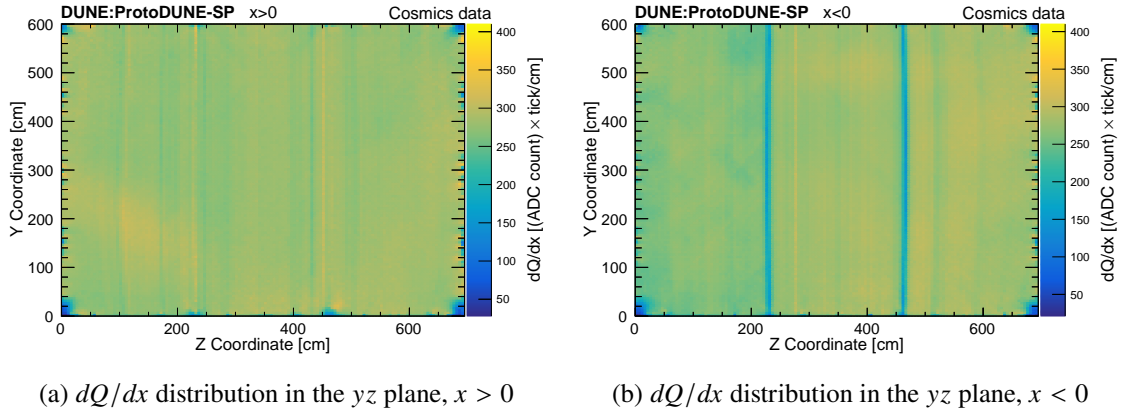 DUNE:ProtoDUNE-SP x>0 Cosmics data
600
500
400
300
200
100
0
Y Coordinate [cm]
0 200 400 600
Z Coordinate [cm]
400
350
300
250
200
150
100
50
dQ/dx [(ADC count) × tick/cm]
DUNE:ProtoDUNE-SP x<0 Cosmics data
600
500
400
300
200
100
0
Y Coordinate [cm]
0 200 400 600
Z Coordinate [cm]
400
350
300
250
200
150
100
50
dQ/dx [(ADC count) × tick/cm]
(a) dQ/dx distribution in the yz plane, x > 0
(b) dQ/dx distribution in the yz plane, x < 0